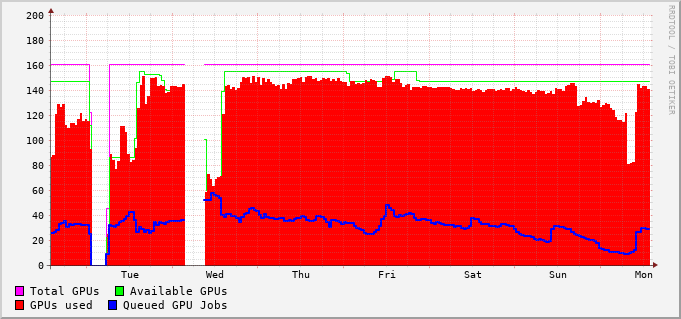 200
180
160
140
120
100
80
60
40
20
0
Tue Wed Thu Fri Sat Sun Mon
Total GPUs Available GPUs
GPUs used Queued GPU Jobs
RRDTOOL / TOBI OETIKER